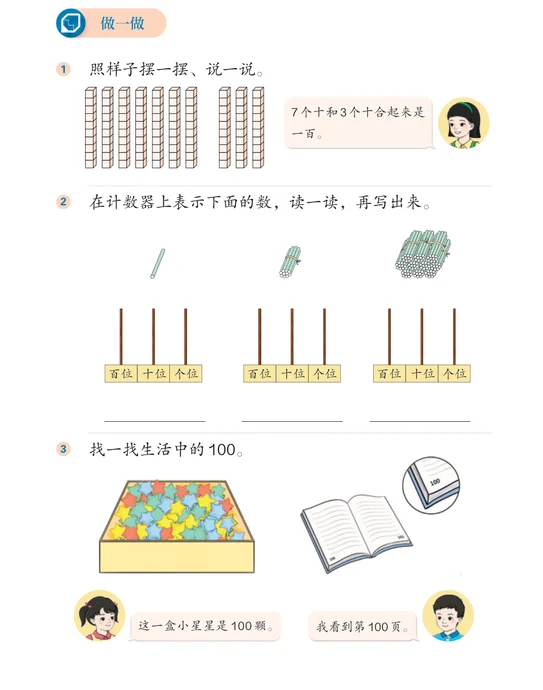 做一做
1 照样子摆一摆、说一说。
7个十和3个十合起来是
一百。
2 在计数器上表示下面的数，读一读，再写出来。
百位 十位 个位 百位 十位 个位 百位 十位 个位
3 找一找生活中的100。
100
100 100
这一盒小星星是100颗。 我看到第100页。